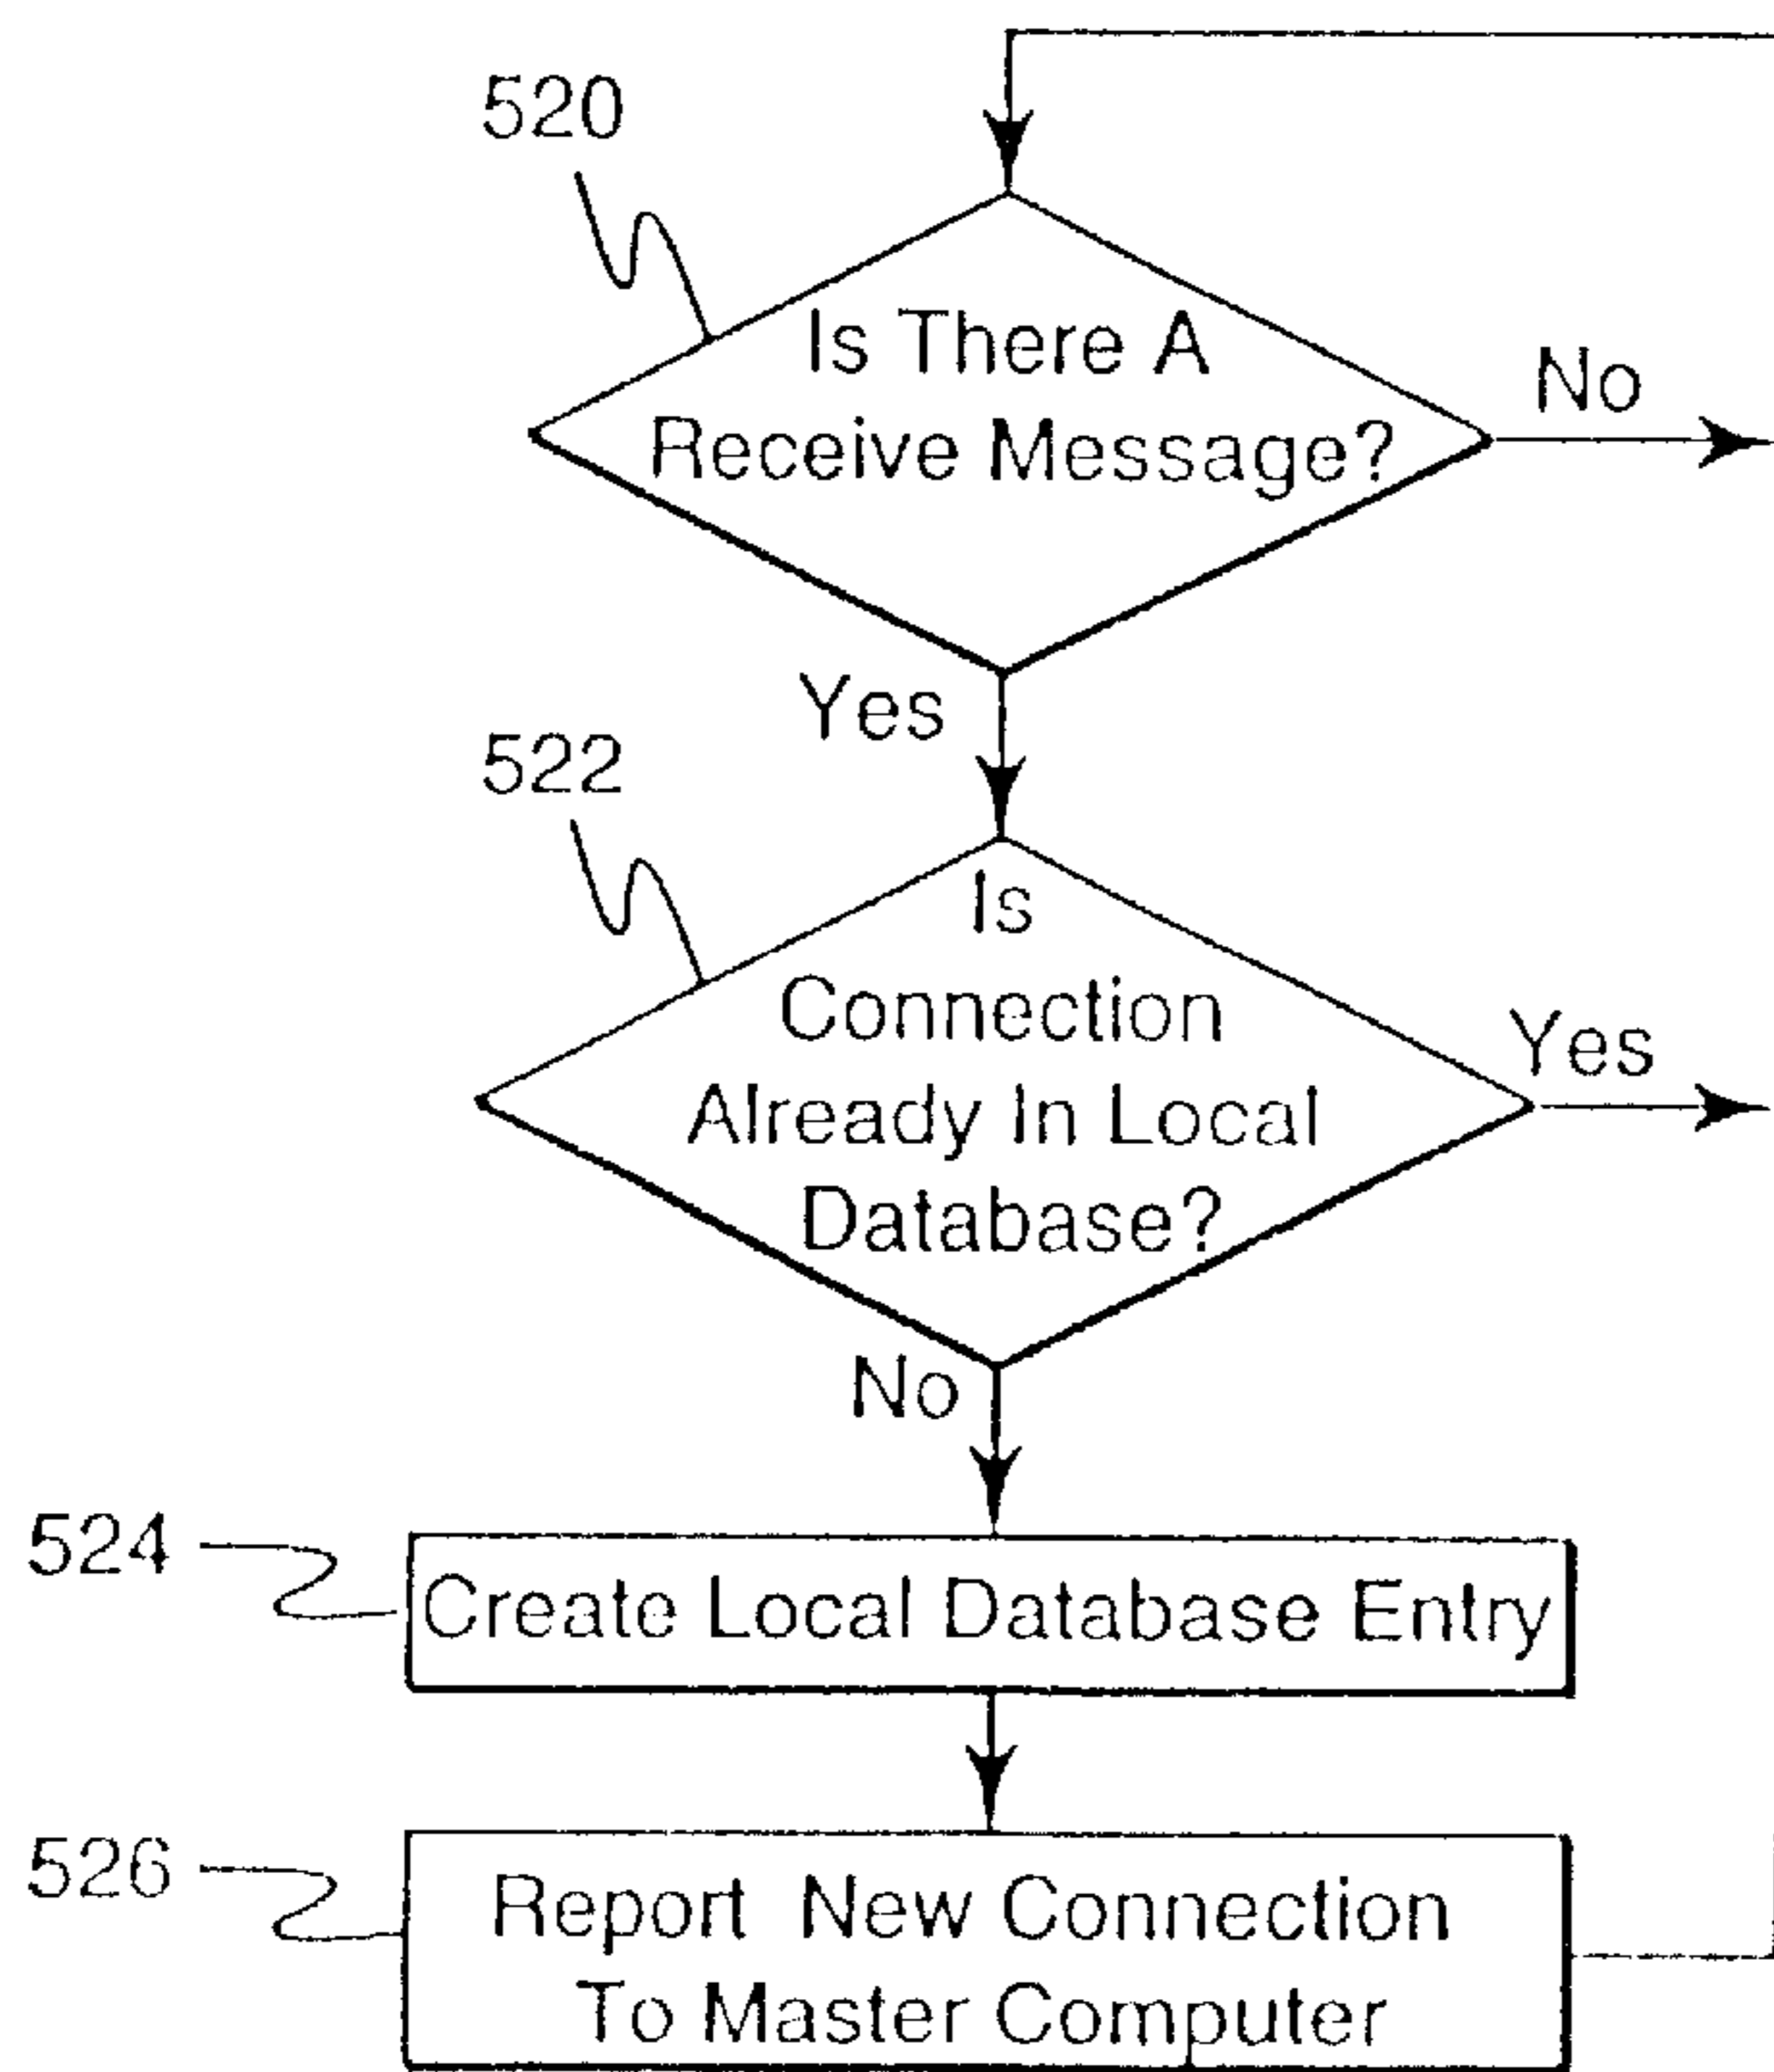 520
Is There A
Receive Message?
No
Yes
522
Is
Connection
Already In Local
Database?
Yes
No
524
Create Local Database Entry
526
Report New Connection
To Master Computer